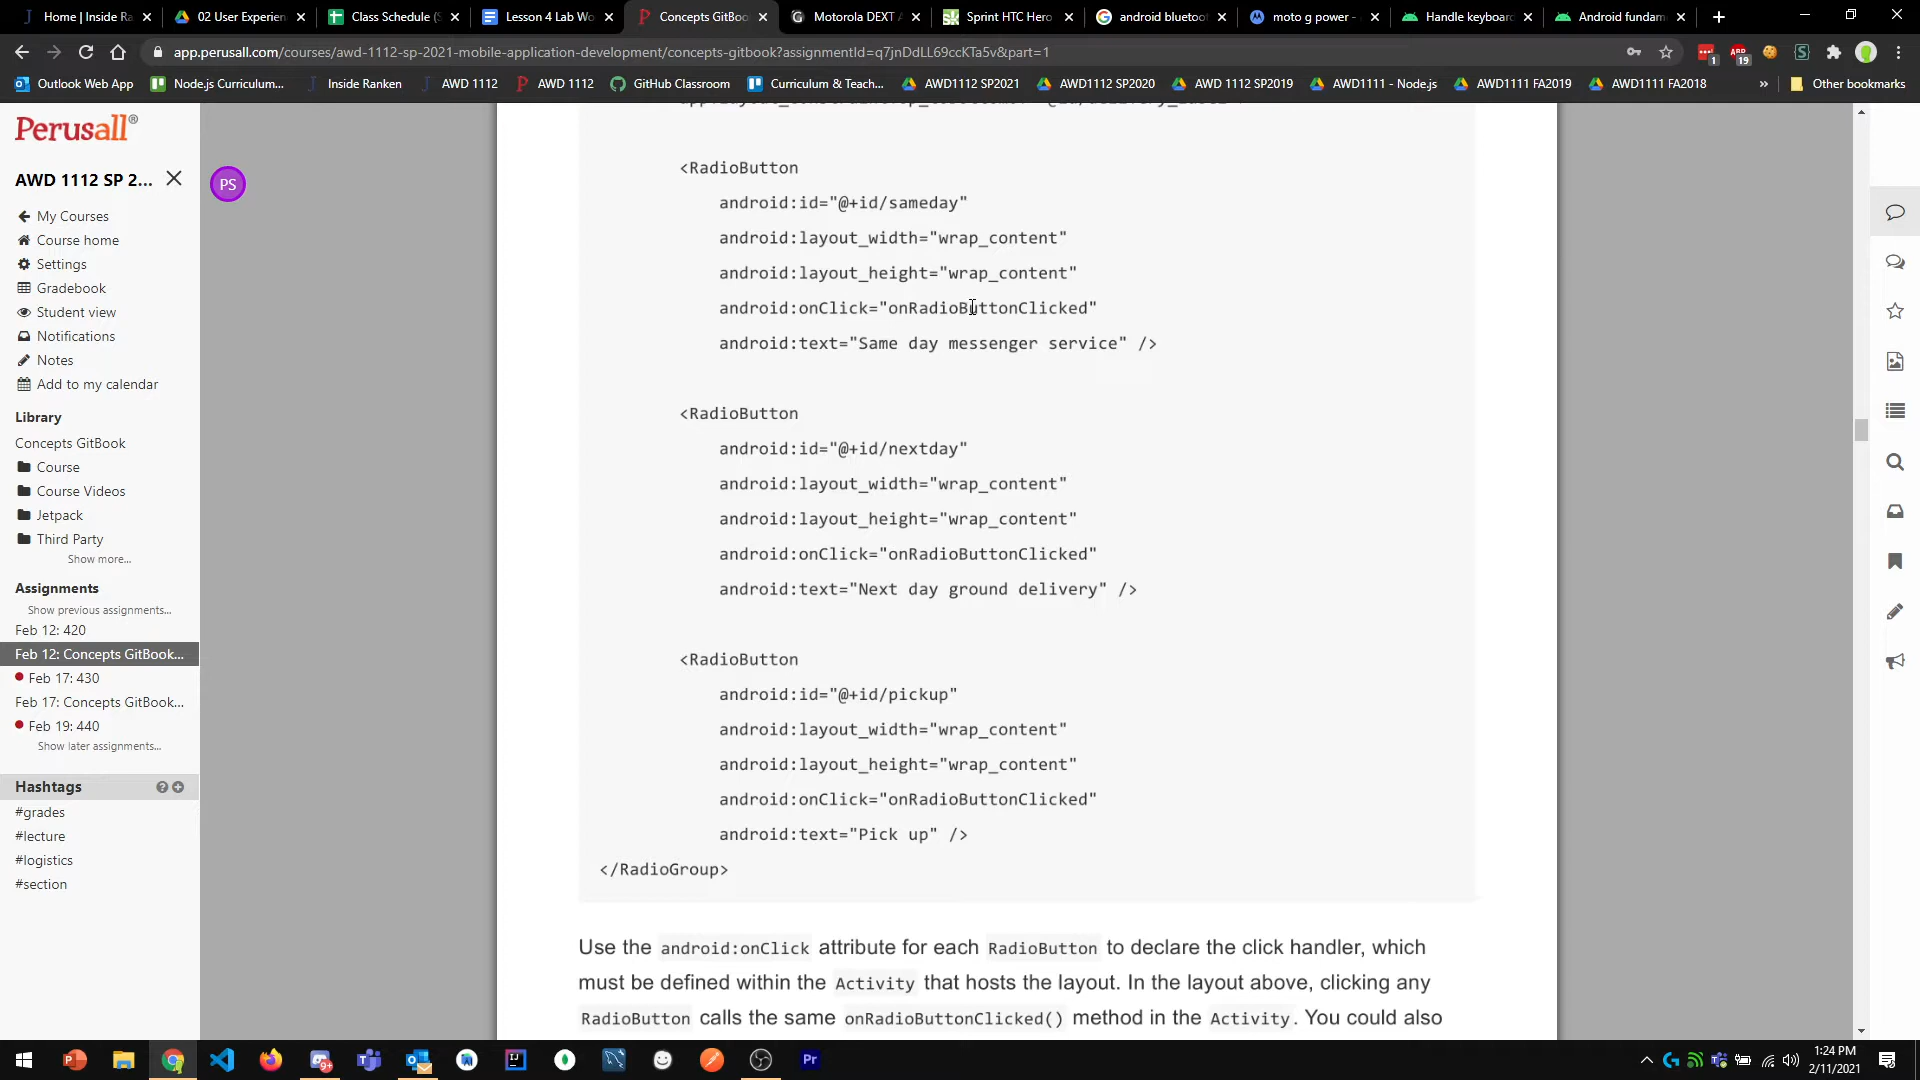 Home | Inside Ra
02 User Experien
Class Schedule (S
Lesson 4 Lab Wo
Concepts GitBoo
Motorola DEXT A
Sprint HTC Hero
android bluetoo
moto g power -
Handle keyboard
Android fundam
app.perusall.com/courses/awd-1112-sp-2021-mobile-application-development/concepts-gitbook?assignmentId=q7jnDdLL69ccKTa5v&part=1
1
19
Outlook Web App
Node.js Curriculum...
Inside Ranken
AWD 1112
AWD 1112
GitHub Classroom
Curriculum & Teach...
AWD1112 SP2021
AWD1112 SP2020
AWD1112 SP2019
AWD1111 - Node.js
AWD1111 FA2019
AWD1111 FA2018
»
Other bookmarks
Perusall®
AWD 1112 SP 2...
PS
My Courses
Course home
Settings
Gradebook
Student view
Notifications
Notes
Add to my calendar
Library
Concepts GitBook
Course
Course Videos
Jetpack
Third Party
Show more...
Assignments
Show previous assignments...
Feb 12: 420
Feb 12: Concepts GitBook...
Feb 17: 430
Feb 17: Concepts GitBook...
Feb 19: 440
Show later assignments...
Hashtags
#grades
#lecture
#logistics
#section
<RadioButton
android:id="@+id/sameday"
android:layout_width="wrap_content"
android:layout_height="wrap_content"
android:onClick="onRadioButtonClicked"
android:text="Same day messenger service" />
<RadioButton
android:id="@+id/nextday"
android:layout_width="wrap_content"
android:layout_height="wrap_content"
android:onClick="onRadioButtonClicked"
android:text="Next day ground delivery" />
<RadioButton
android:id="@+id/pickup"
android:layout_width="wrap_content"
android:layout_height="wrap_content"
android:onClick="onRadioButtonClicked"
android:text="Pick up" />
</RadioGroup>
Use the android:onClick attribute for each RadioButton to declare the click handler, which
must be defined within the Activity that hosts the layout. In the layout above, clicking any
RadioButton calls the same onRadioButtonClicked() method in the Activity. You could also
9+
Pr
1:24 PM
2/11/2021